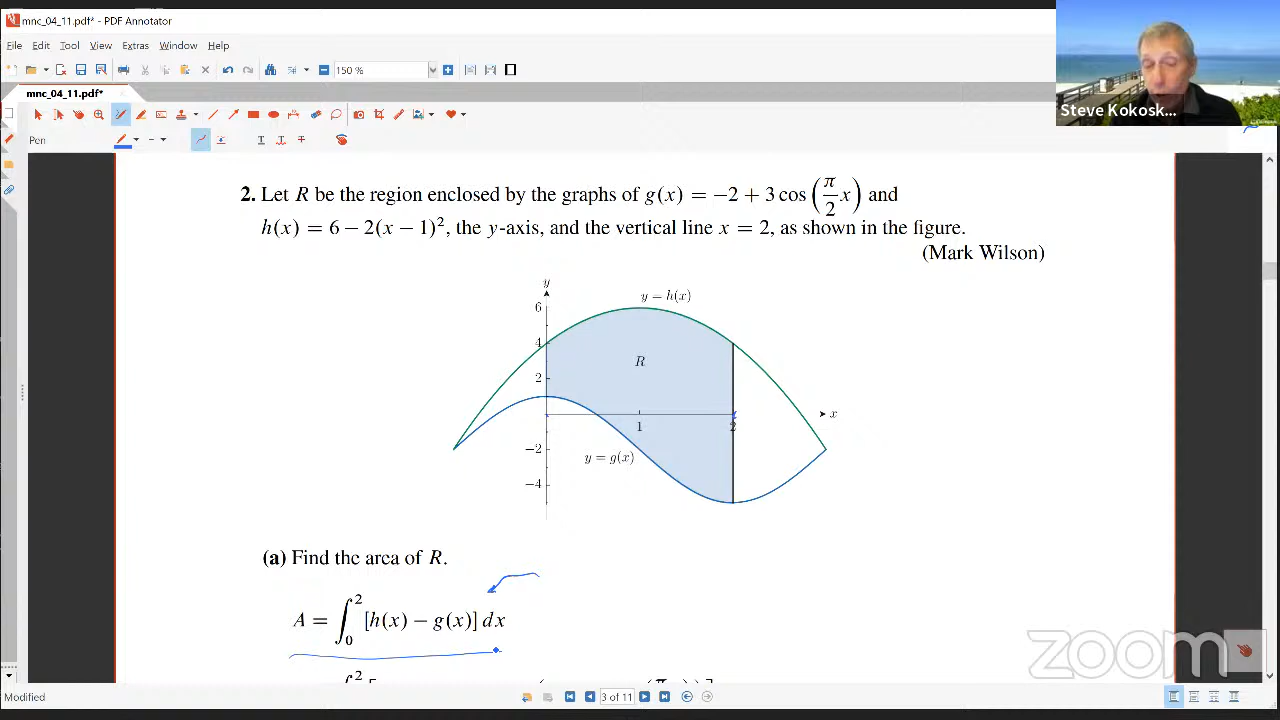 mnc_04_11.pdf* - PDF Annotator
File Edit Tool View Extras Window Help
150 %
mnc_04_11.pdf*
Pen
Steve Kokosk...
2. Let R be the region enclosed by the graphs of g(x) = −2 + 3 cos (π/2 x) and
h(x) = 6 − 2(x − 1)², the y-axis, and the vertical line x = 2, as shown in the figure.
(Mark Wilson)
y
6
y = h(x)
4
R
2
x
1
2
−2
y = g(x)
−4
(a) Find the area of R.
A = ∫₀² [h(x) − g(x)] dx
zoom
Modified
3 of 11